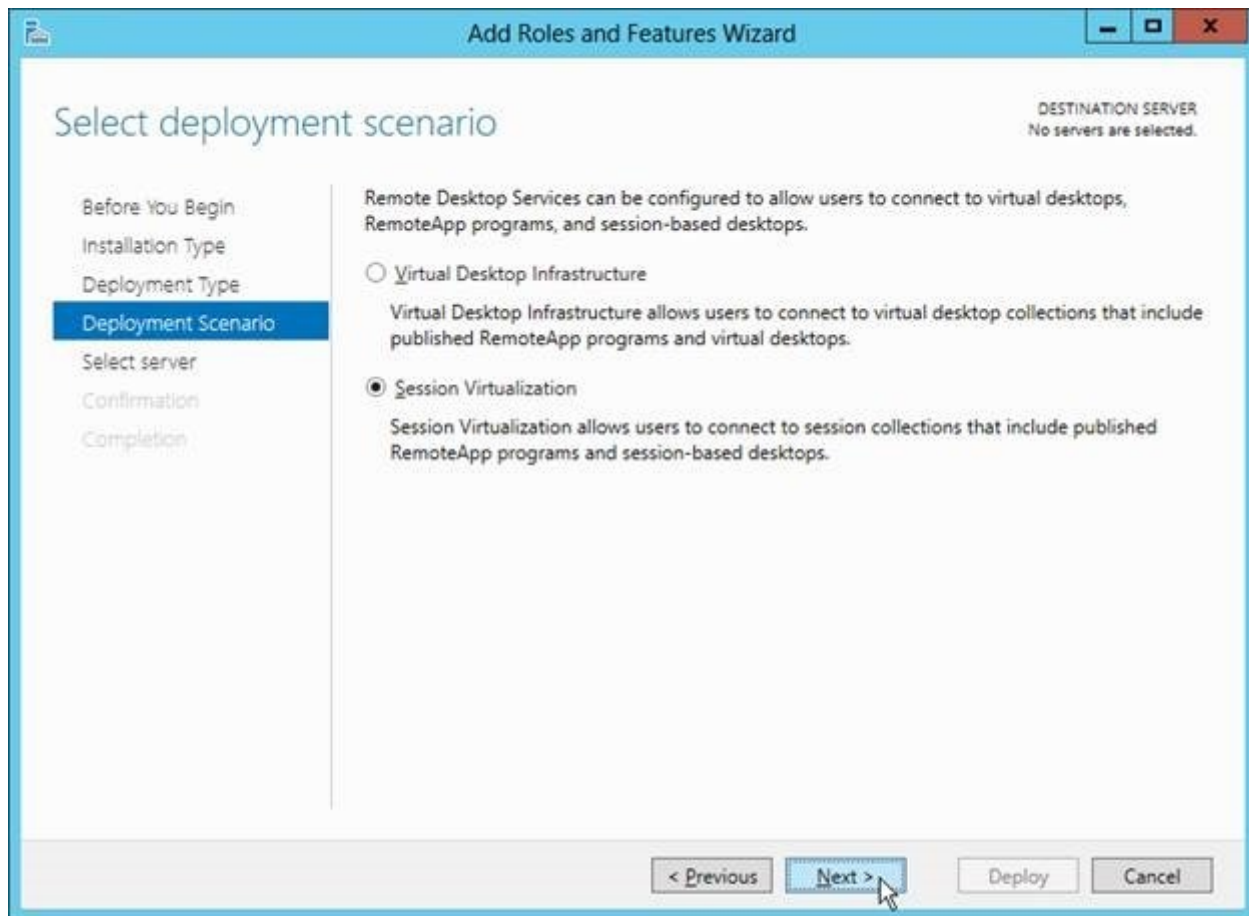 Add Roles and Features Wizard
Select deployment scenario
DESTINATION SERVER
No servers are selected.
Before You Begin
Installation Type
Deployment Type
Deployment Scenario
Select server
Confirmation
Completion
Remote Desktop Services can be configured to allow users to connect to virtual desktops,
RemoteApp programs, and session-based desktops.
Virtual Desktop Infrastructure
Virtual Desktop Infrastructure allows users to connect to virtual desktop collections that include
published RemoteApp programs and virtual desktops.
Session Virtualization
Session Virtualization allows users to connect to session collections that include published
RemoteApp programs and session-based desktops.
< Previous
Next >
Deploy
Cancel